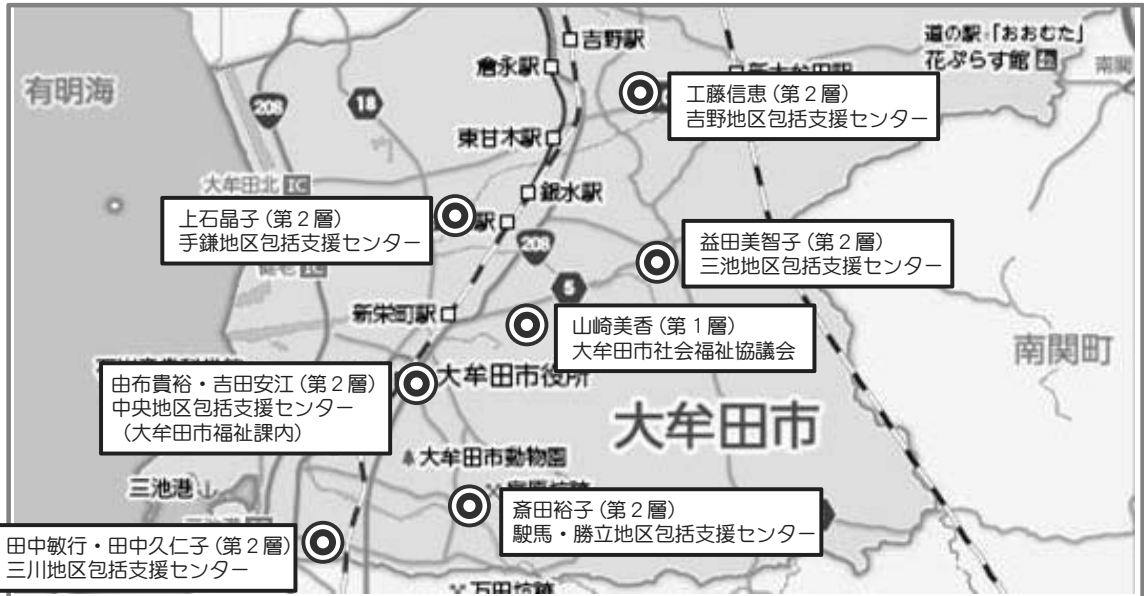 吉野駅
道の駅「おおむた」
花ぷらす館
倉永駅
南関
有明海
208
18
工藤信恵（第２層）
吉野地区包括支援センター
東甘木駅
大牟田北 IC
銀水駅
上石晶子（第２層）
手鎌地区包括支援センター
駅
208
益田美智子（第２層）
三池地区包括支援センター
5
新栄町駅
山崎美香（第１層）
大牟田市社会福祉協議会
南関町
由布貴裕・吉田安江（第２層）
中央地区包括支援センター
（大牟田市福祉課内）
大牟田市役所
大牟田市
大牟田市動物園
三池港
斎田裕子（第２層）
駛馬・勝立地区包括支援センター
田中敏行・田中久仁子（第２層）
三川地区包括支援センター
万田坑跡